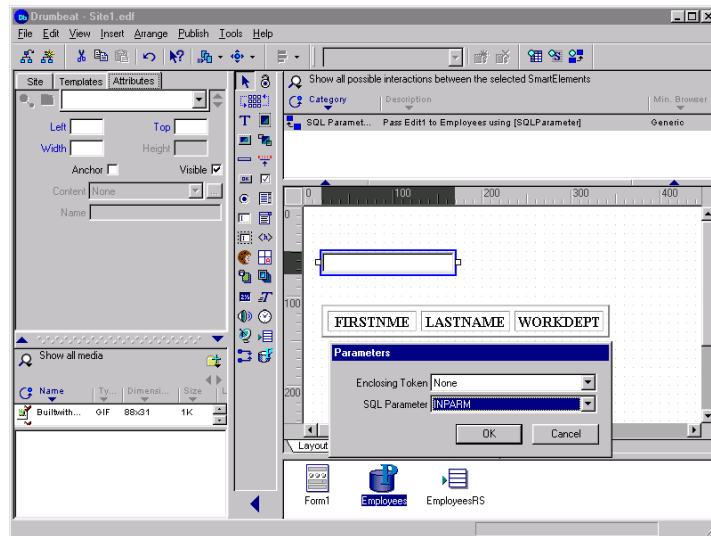 Drumbeat - Site1.edf
File Edit View Insert Arrange Publish Tools Help
Site Templates Attributes
Left Top
Width Height
Anchor Visible
Content None ...
Name
Show all media
Name Ty... Dimensi... Size L
Builtwith... GIF 88x31 1K
Show all possible interactions between the selected SmartElements
Category Description Min. Browser
SQL Paramet... Pass Edit1 to Employees using [SQLParameter] Generic
0 100 200 300 400
0
100
200
FIRSTNME LASTNAME WORKDEPT
Parameters
Enclosing Token None
SQL Parameter INPARM
OK Cancel
Layout
Form1 Employees EmployeesRS